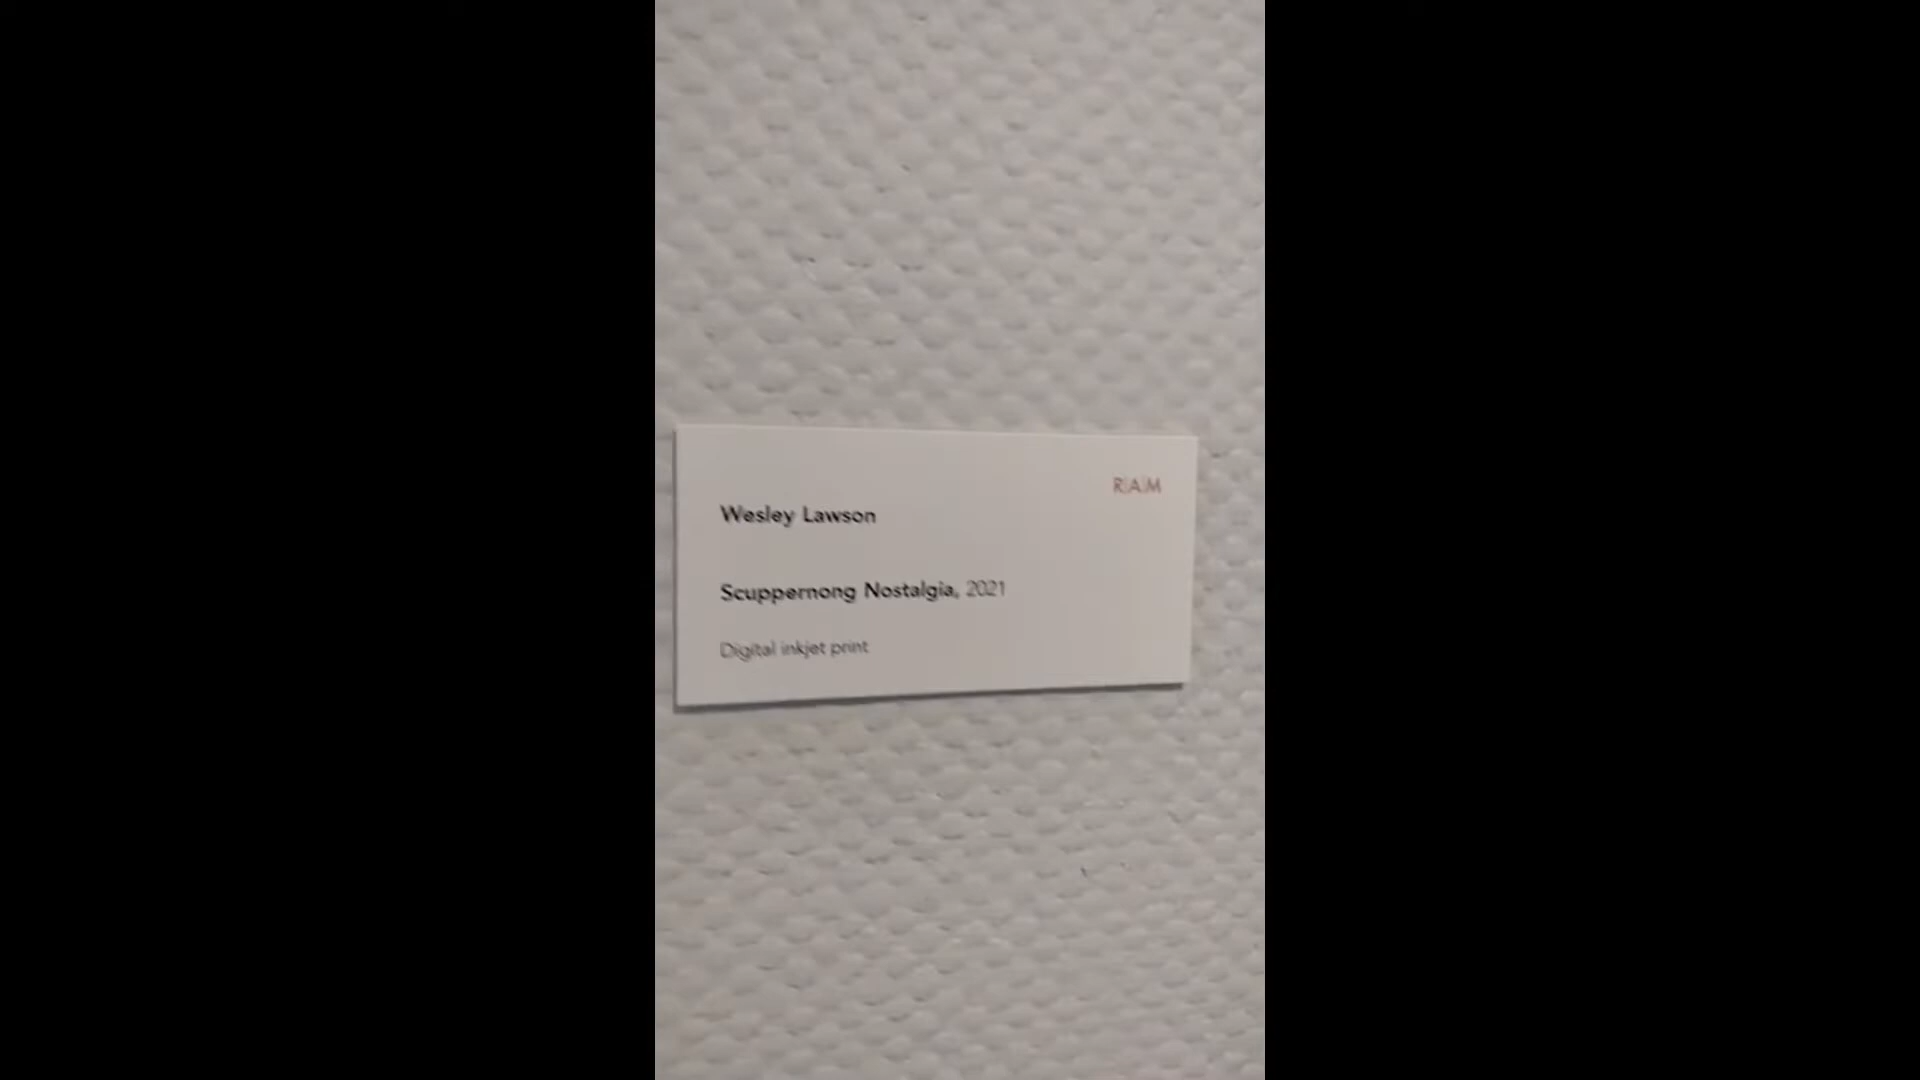 R|A|M
Wesley Lawson
Scuppernong Nostalgia, 2021
Digital inkjet print